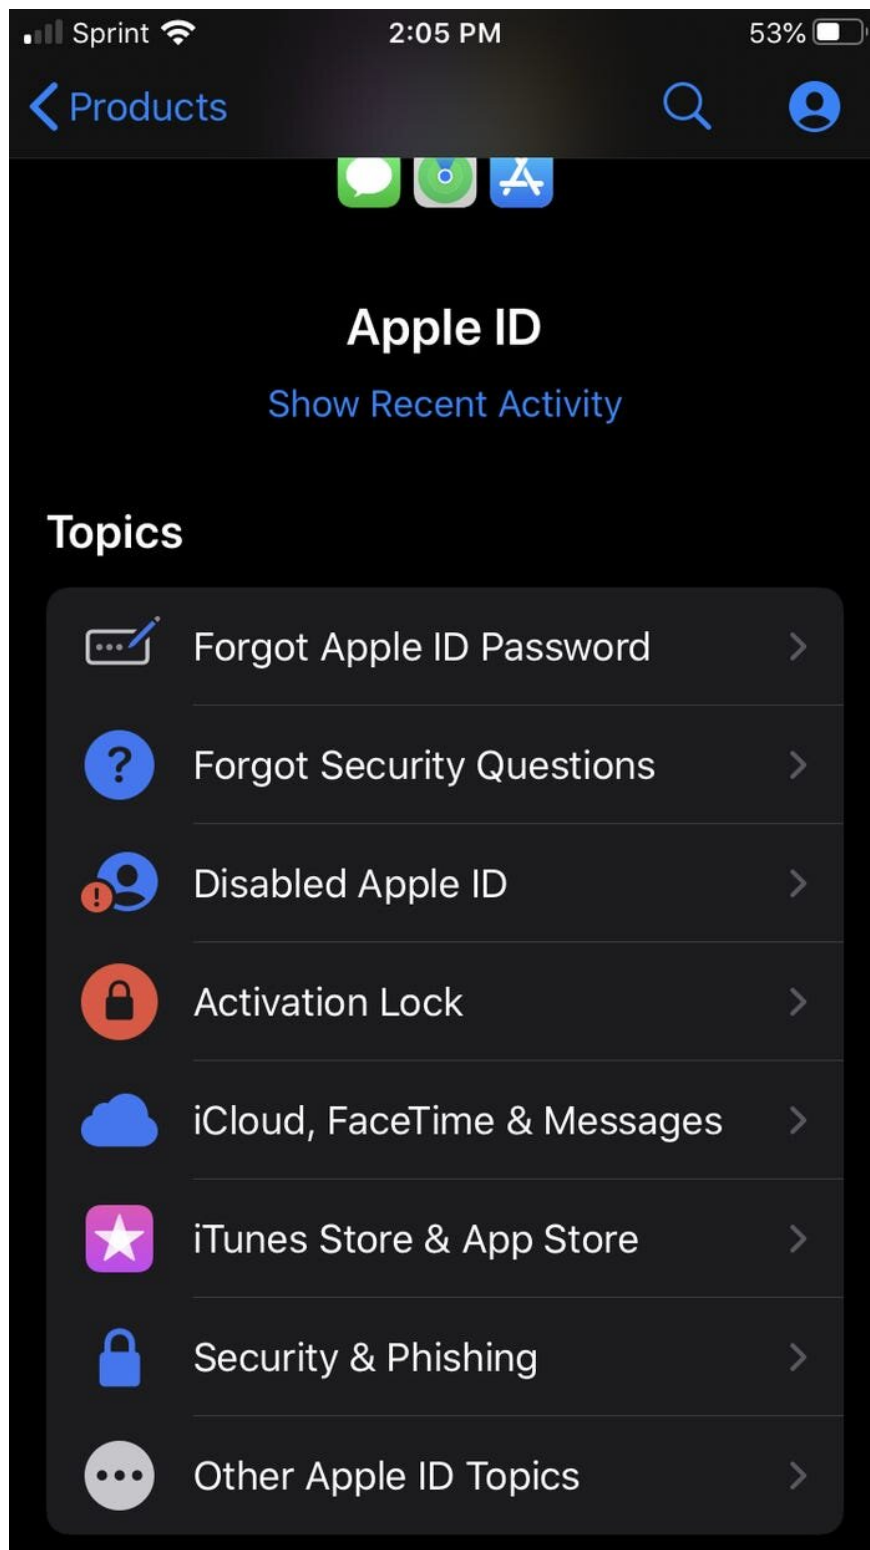 Sprint 2:05 PM 53%
Products
Apple ID
Show Recent Activity
Topics
Forgot Apple ID Password
? Forgot Security Questions
! Disabled Apple ID
Activation Lock
iCloud, FaceTime & Messages
iTunes Store & App Store
Security & Phishing
Other Apple ID Topics